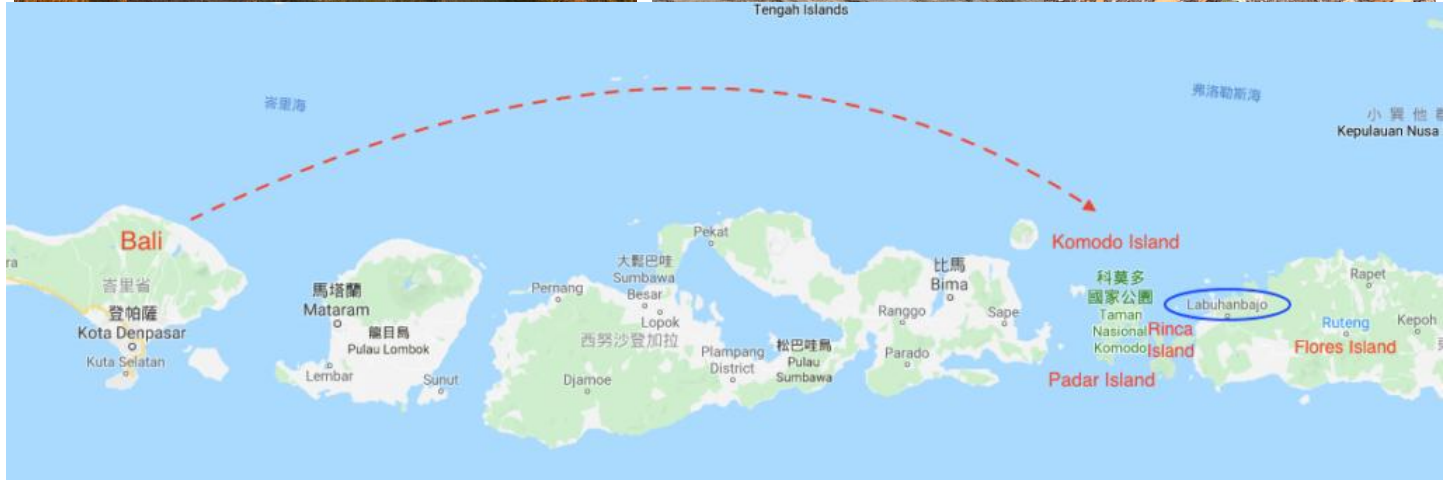 Tengah Islands
峇里海
弗洛勒斯海
小 巽 他 群
Kepulauan Nusa
Bali
ra
峇里省
登帕薩
Kota Denpasar
Kuta Selatan
馬塔蘭
Mataram
龍目島
Pulau Lombok
Lembar
Sunut
Pekat
大鬆巴哇
Sumbawa
Besar
Pernang
Lopok
西努沙登加拉
Djamoe
Plampang
District
松巴哇島
Pulau
Sumbawa
比馬
Bima
Ranggo
Sape
Parado
Komodo Island
科莫多
國家公園
Taman
Nasional
Komodo
Rinca
Island
Padar Island
Labuhanbajo
Rapet
Ruteng
Kepoh
Flores Island